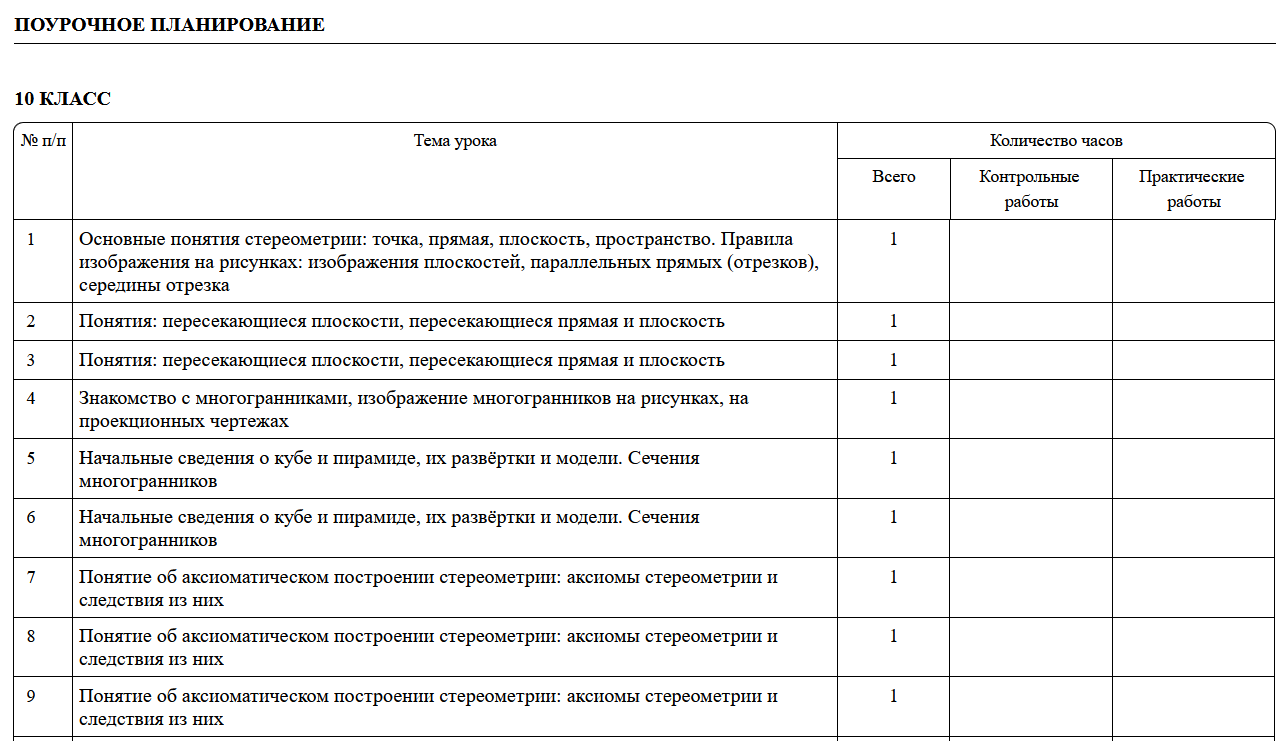 ПОУРОЧНОЕ ПЛАНИРОВАНИЕ
10 КЛАСС
№ п/п Тема урока Количество часов
Всего Контрольные работы Практические работы
1 Основные понятия стереометрии: точка, прямая, плоскость, пространство. Правила 1
изображения на рисунках: изображения плоскостей, параллельных прямых (отрезков),
середины отрезка
2 Понятия: пересекающиеся плоскости, пересекающиеся прямая и плоскость 1
3 Понятия: пересекающиеся плоскости, пересекающиеся прямая и плоскость 1
4 Знакомство с многогранниками, изображение многогранников на рисунках, на 1
проекционных чертежах
5 Начальные сведения о кубе и пирамиде, их развёртки и модели. Сечения 1
многогранников
6 Начальные сведения о кубе и пирамиде, их развёртки и модели. Сечения 1
многогранников
7 Понятие об аксиоматическом построении стереометрии: аксиомы стереометрии и 1
следствия из них
8 Понятие об аксиоматическом построении стереометрии: аксиомы стереометрии и 1
следствия из них
9 Понятие об аксиоматическом построении стереометрии: аксиомы стереометрии и 1
следствия из них